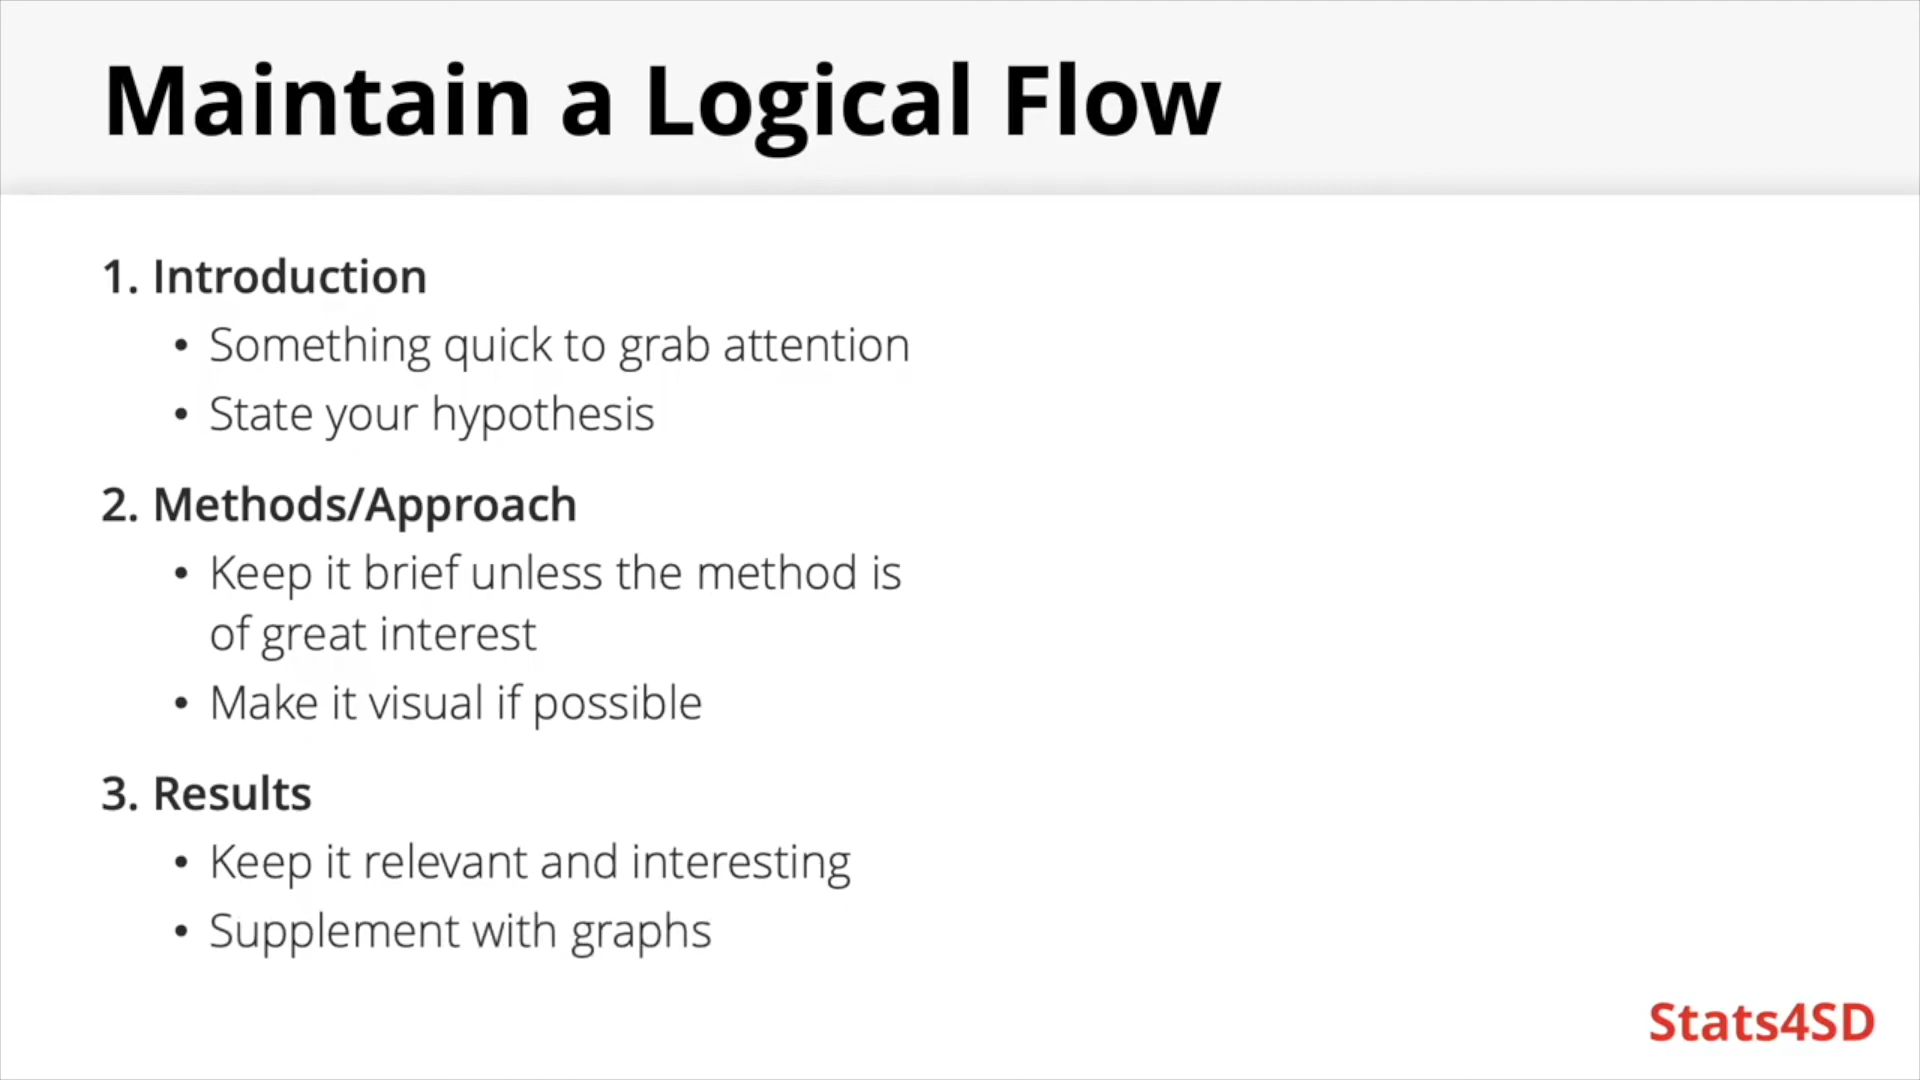 Maintain a Logical Flow
1. Introduction
• Something quick to grab attention
• State your hypothesis
2. Methods/Approach
• Keep it brief unless the method is
of great interest
• Make it visual if possible
3. Results
• Keep it relevant and interesting
• Supplement with graphs
Stats4SD